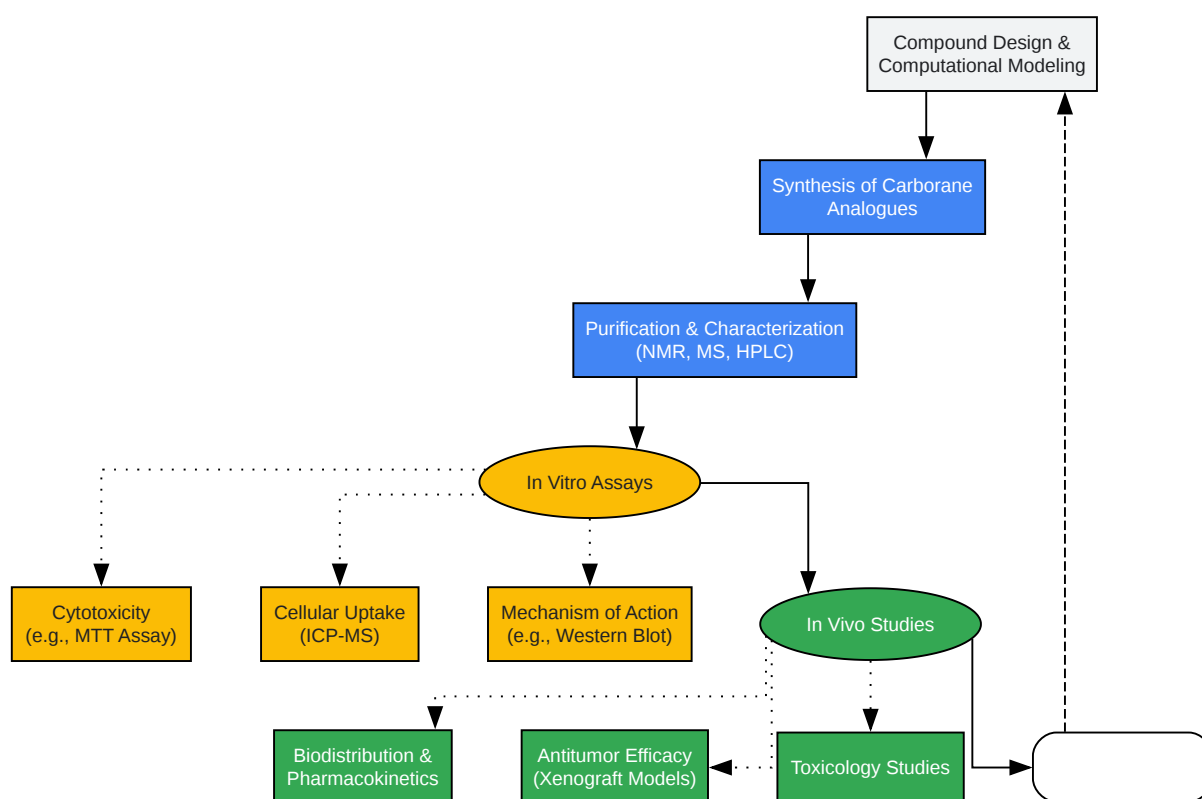 Compound Design &
Computational Modeling
Synthesis of Carborane
Analogues
Purification & Characterization
(NMR, MS, HPLC)
In Vitro Assays
Cytotoxicity
(e.g., MTT Assay)
Cellular Uptake
(ICP-MS)
Mechanism of Action
(e.g., Western Blot)
In Vivo Studies
Biodistribution &
Pharmacokinetics
Antitumor Efficacy
(Xenograft Models)
Toxicology Studies